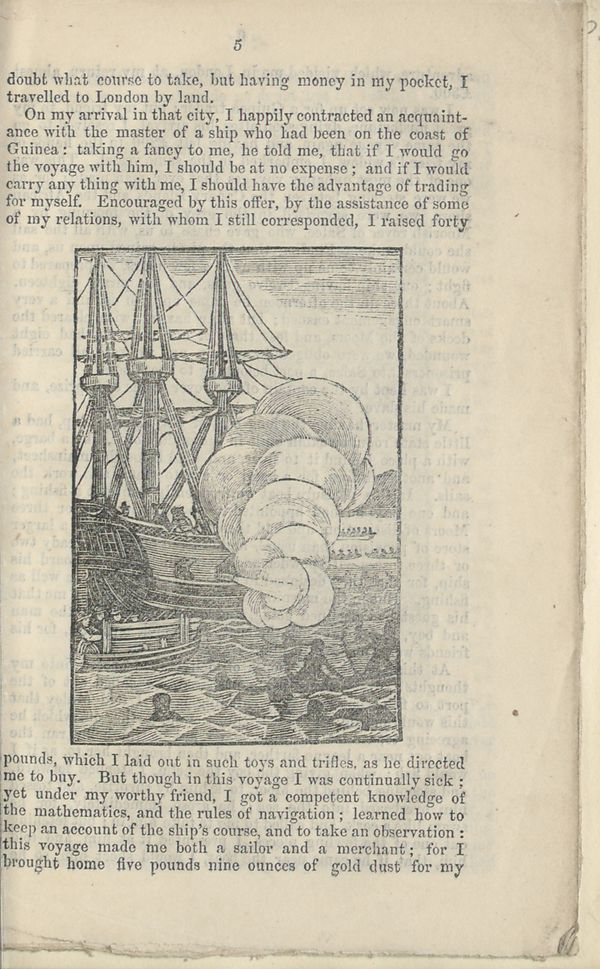 5
doubt what course to take, but having money in my pocket, I
travelled to London by land.
On my arrival in that city, I happily contracted an acquaint-
ance with the master of a ship who had been on the coast of
Guinea: taking a fancy to me, he told me, that if I would go
the voyage with him, I should be at no expense; and if I would
carry any thing with me, I should have the advantage of trading
for myself. Encouraged by this offer, by the assistance of some
of my relations, with whom I still corresponded, I raised forty
pounds, which I laid out in such toys and trifles, as he directed
me to buy. But though in this voyage I was continually sick;
yet under my worthy friend, I got a competent knowledge of
the mathematics, and the rules of navigation; learned how to
keep an account of the ship's course, and to take an observation:
this voyage made me both a sailor and a merchant; for I
brought home five pounds nine ounces of gold dust for my